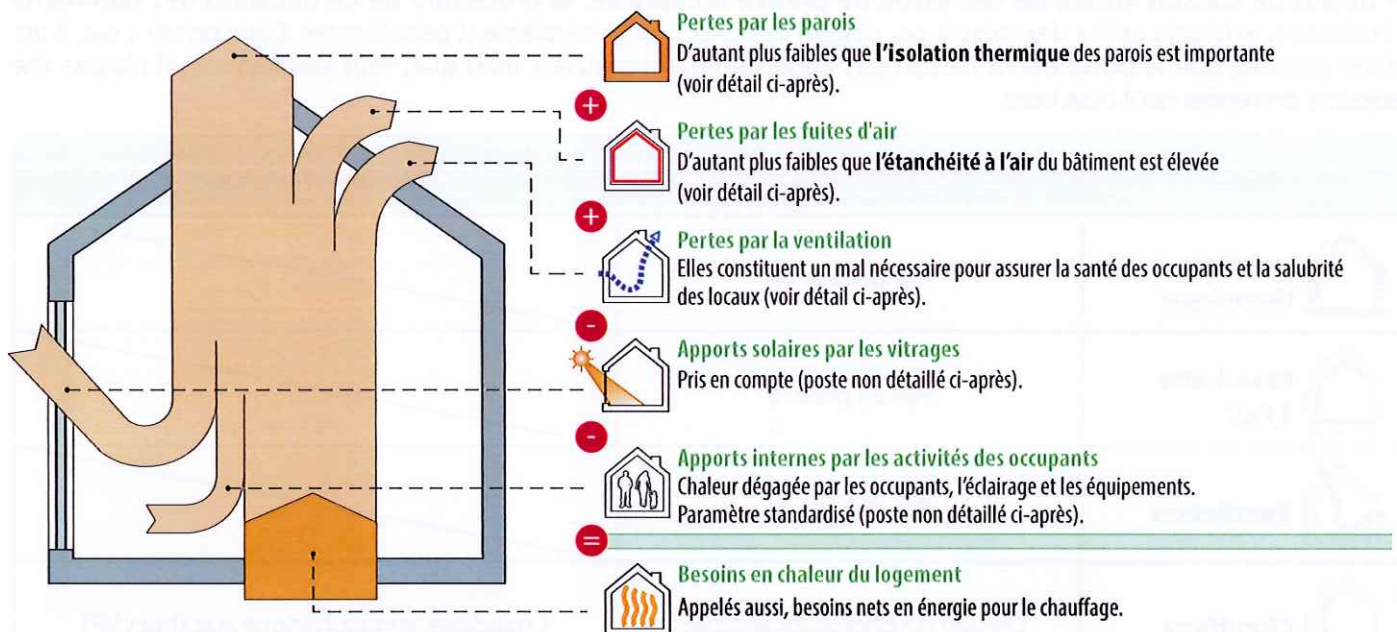 Pertes par les parois
D'autant plus faibles que l'isolation thermique des parois est importante
(voir détail ci-après).
+
Pertes par les fuites d'air
D'autant plus faibles que l'étanchéité à l'air du bâtiment est élevée
(voir détail ci-après).
+
Pertes par la ventilation
Elles constituent un mal nécessaire pour assurer la santé des occupants et la salubrité
des locaux (voir détail ci-après).
-
Apports solaires par les vitrages
Pris en compte (poste non détaillé ci-après).
-
Apports internes par les activités des occupants
Chaleur dégagée par les occupants, l'éclairage et les équipements.
Paramètre standardisé (poste non détaillé ci-après).
=
Besoins en chaleur du logement
Appelés aussi, besoins nets en énergie pour le chauffage.